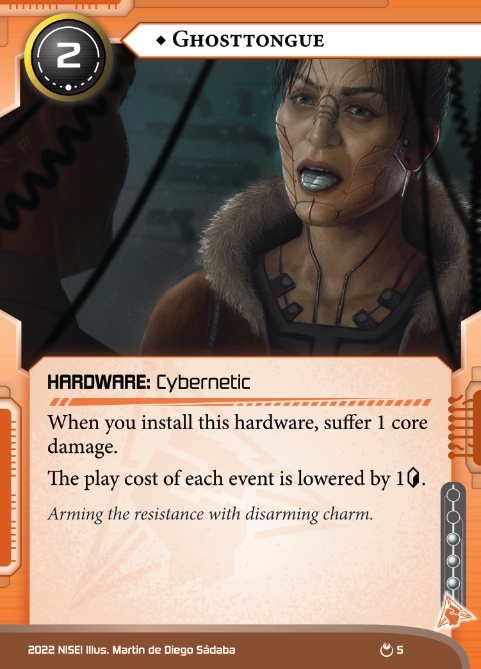 2
◆ Ghosttongue
HARDWARE: Cybernetic
When you install this hardware, suffer 1 core
damage.
The play cost of each event is lowered by 1.
Arming the resistance with disarming charm.
2022 NISEI Illus. Martin de Diego Sádaba
5